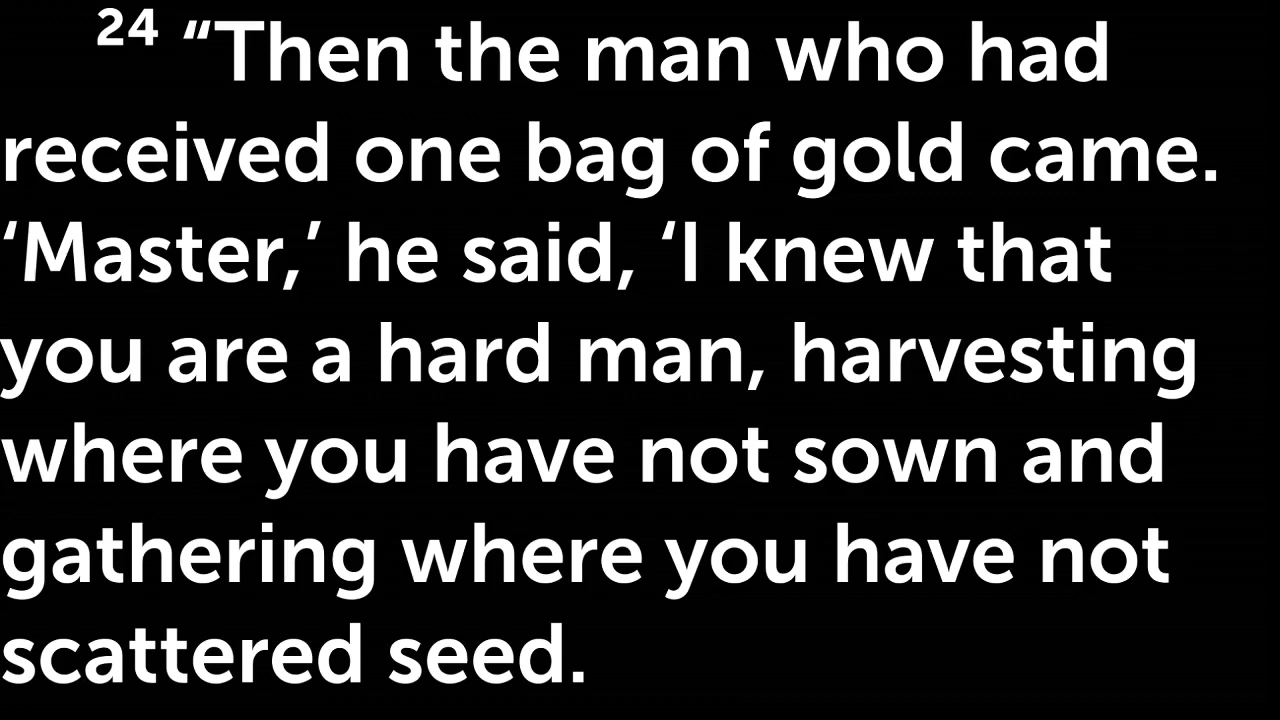 24 “Then the man who had
received one bag of gold came.
‘Master,’ he said, ‘I knew that
you are a hard man, harvesting
where you have not sown and
gathering where you have not
scattered seed.